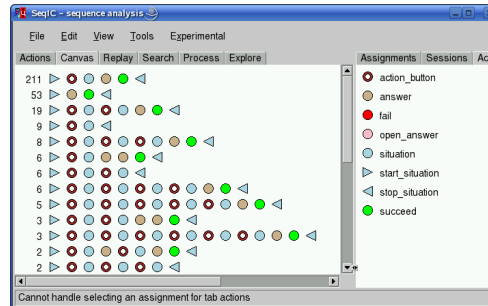 SeqIC - sequence analysis
File Edit View Tools Experimental
Actions Canvas Replay Search Process Explore
Assignments Sessions Ac
211
53
19
9
8
6
6
6
5
3
3
2
2
action_button
answer
fail
open_answer
situation
start_situation
stop_situation
succeed
Cannot handle selecting an assignment for tab actions